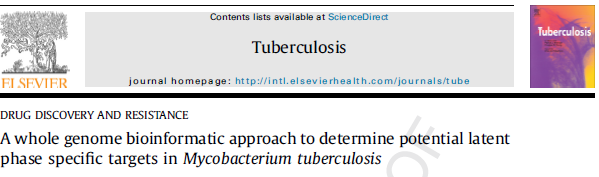 Contents lists available at ScienceDirect
Tuberculosis
journal homepage: http://intl.elsevierhealth.com/journals/tube
ELSEVIER
Tuberculosis
DRUG DISCOVERY AND RESISTANCE
A whole genome bioinformatic approach to determine potential latent
phase specific targets in Mycobacterium tuberculosis
OF